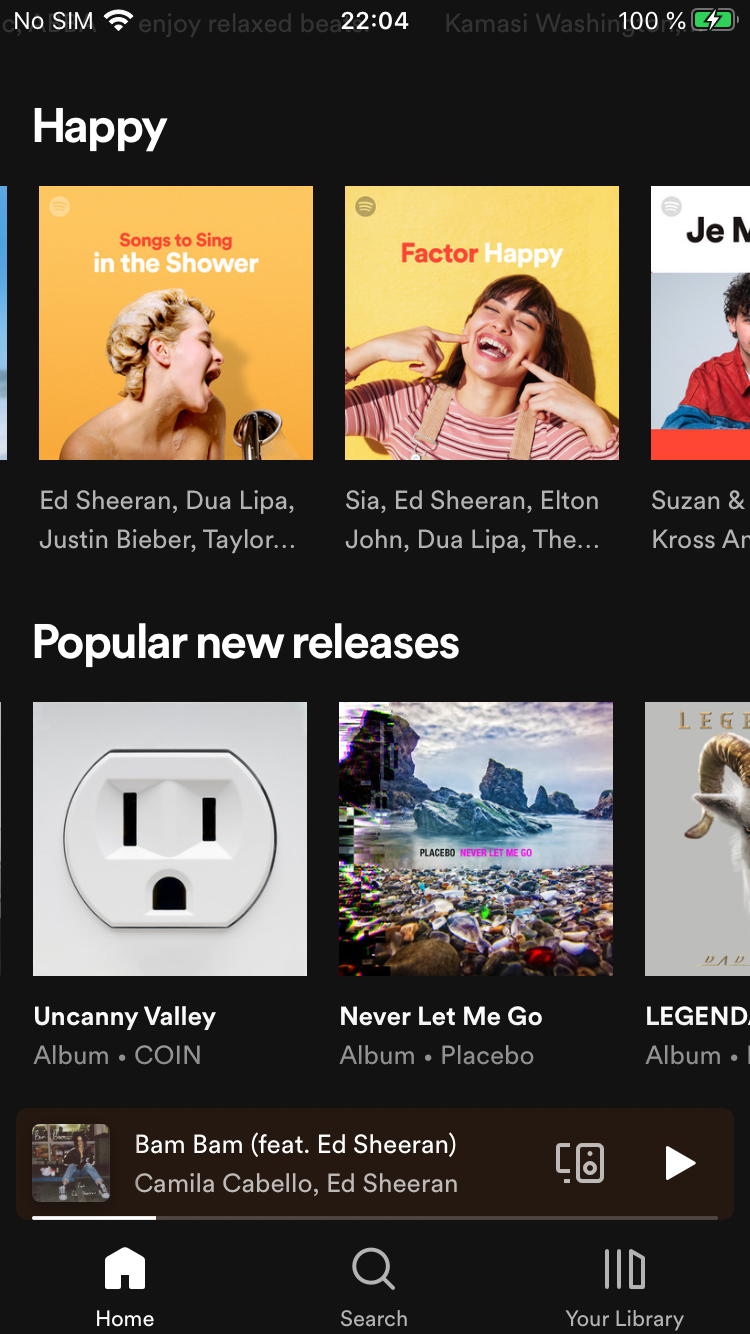 No SIM 22:04 100 %
enjoy relaxed bea
Kamasi Washington,
Happy
Songs to Sing
in the Shower
Factor Happy
Je M
Ed Sheeran, Dua Lipa,
Justin Bieber, Taylor...
Sia, Ed Sheeran, Elton
John, Dua Lipa, The...
Suzan &
Kross An
Popular new releases
PLACEBO NEVER LET ME GO
LEGE
Uncanny Valley
Album • COIN
Never Let Me Go
Album • Placebo
LEGENDA
Album •
Bam Bam (feat. Ed Sheeran)
Camila Cabello, Ed Sheeran
Home
Search
Your Library